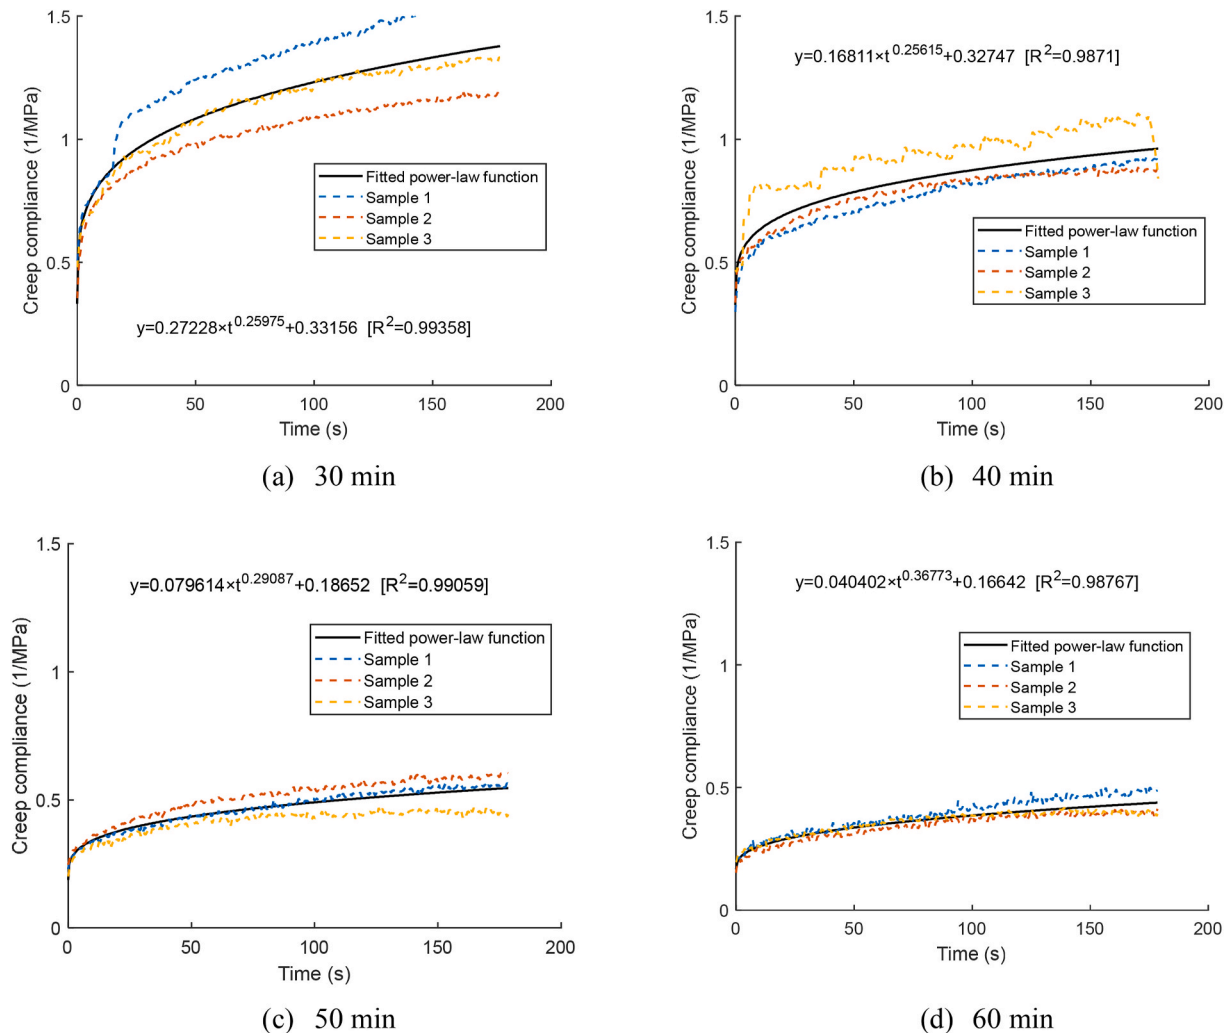 1.5
1
0.5
0
Creep compliance (1/MPa)
Fitted power-law function
Sample 1
Sample 2
Sample 3
y=0.27228×t^0.25975+0.33156 [R^2=0.99358]
0 50 100 150 200
Time (s)
(a) 30 min
1.5
1
0.5
0
Creep compliance (1/MPa)
y=0.16811×t^0.25615+0.32747 [R^2=0.9871]
Fitted power-law function
Sample 1
Sample 2
Sample 3
0 50 100 150 200
Time (s)
(b) 40 min
1.5
1
0.5
0
Creep compliance (1/MPa)
y=0.079614×t^0.29087+0.18652 [R^2=0.99059]
Fitted power-law function
Sample 1
Sample 2
Sample 3
0 50 100 150 200
Time (s)
(c) 50 min
1.5
1
0.5
0
Creep compliance (1/MPa)
y=0.040402×t^0.36773+0.16642 [R^2=0.98767]
Fitted power-law function
Sample 1
Sample 2
Sample 3
0 50 100 150 200
Time (s)
(d) 60 min